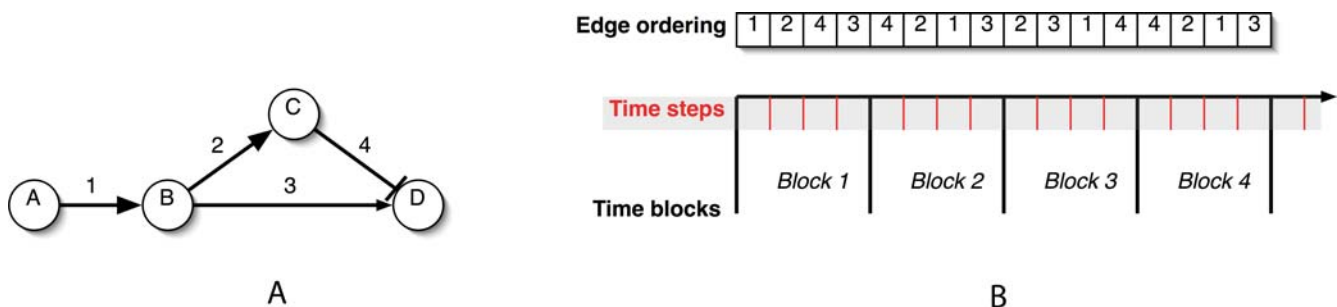 Edge ordering 1 2 4 3 4 2 1 3 2 3 1 4 4 2 1 3
C
Time steps
2 4
A 1 B 3 D
Block 1 Block 2 Block 3 Block 4
Time blocks
A B